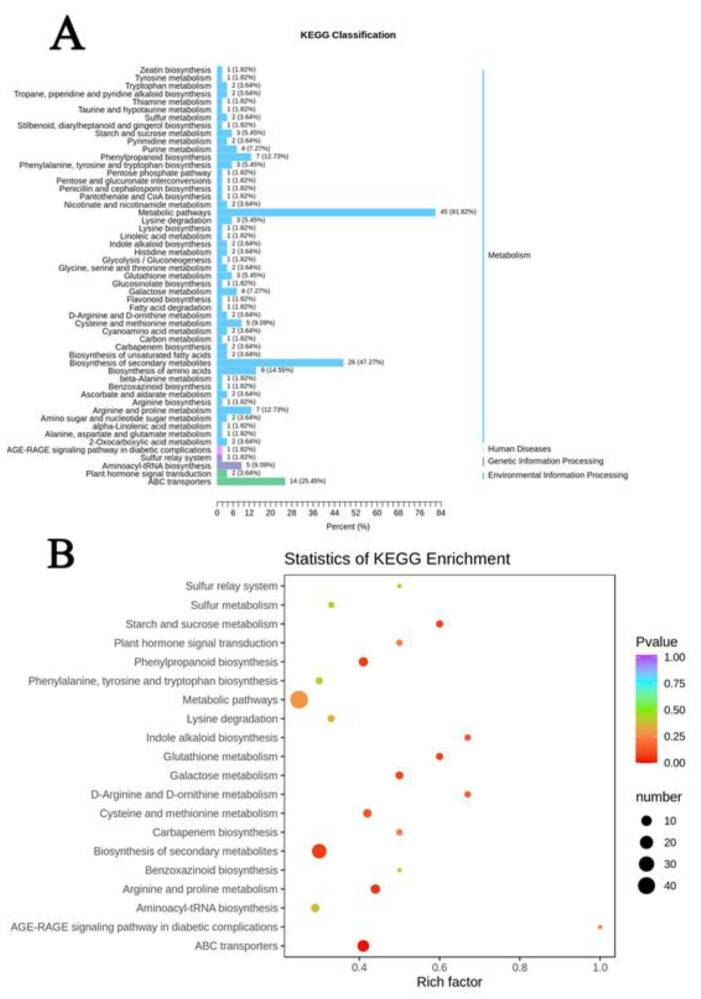 A
KEGG Classification
Zeatin biosynthesis 1 (1.82%)
Tyrosine metabolism 1 (1.82%)
Tryptophan metabolism 2 (3.64%)
Tropane, piperidine and pyridine alkaloid biosynthesis 2 (3.64%)
Thiamine metabolism 1 (1.82%)
Taurine and hypotaurine metabolism 1 (1.82%)
Sulfur metabolism 2 (3.64%)
Stilbenoid, diarylheptanoid and gingerol biosynthesis 1 (1.82%)
Starch and sucrose metabolism 3 (5.45%)
Pyrimidine metabolism 2 (3.64%)
Purine metabolism 4 (7.27%)
Phenylpropanoid biosynthesis 7 (12.73%)
Phenylalanine, tyrosine and tryptophan biosynthesis 3 (5.45%)
Pentose phosphate pathway 1 (1.82%)
Pentose and glucuronate interconversions 1 (1.82%)
Penicillin and cephalosporin biosynthesis 1 (1.82%)
Pantothenate and CoA biosynthesis 1 (1.82%)
Nicotinate and nicotinamide metabolism 2 (3.64%)
Metabolic pathways 45 (81.82%)
Lysine degradation 3 (5.45%)
Lysine biosynthesis 1 (1.82%)
Linoleic acid metabolism 1 (1.82%)
Indole alkaloid biosynthesis 2 (3.64%)
Histidine metabolism 2 (3.64%)
Glycolysis / Gluconeogenesis 1 (1.82%)
Glycine, serine and threonine metabolism 2 (3.64%)
Glutathione metabolism 3 (5.45%)
Glucosinolate biosynthesis 1 (1.82%)
Galactose metabolism 4 (7.27%)
Flavonoid biosynthesis 1 (1.82%)
Fatty acid degradation 1 (1.82%)
D-Arginine and D-ornithine metabolism 2 (3.64%)
Cysteine and methionine metabolism 5 (9.09%)
Cyanoamino acid metabolism 2 (3.64%)
Carbon metabolism 1 (1.82%)
Carbapenem biosynthesis 2 (3.64%)
Biosynthesis of unsaturated fatty acids 2 (3.64%)
Biosynthesis of secondary metabolites 26 (47.27%)
Biosynthesis of amino acids 8 (14.55%)
beta-Alanine metabolism 1 (1.82%)
Benzoxazinoid biosynthesis 1 (1.82%)
Ascorbate and aldarate metabolism 2 (3.64%)
Arginine biosynthesis 1 (1.82%)
Arginine and proline metabolism 7 (12.73%)
Amino sugar and nucleotide sugar metabolism 2 (3.64%)
alpha-Linolenic acid metabolism 1 (1.82%)
Alanine, aspartate and glutamate metabolism 1 (1.82%)
2-Oxocarboxylic acid metabolism 2 (3.64%)
AGE-RAGE signaling pathway in diabetic complications 1 (1.82%)
Sulfur relay system 1 (1.82%)
Aminoacyl-tRNA biosynthesis 5 (9.09%)
Plant hormone signal transduction 2 (3.64%)
ABC transporters 14 (25.45%)
Metabolism
Human Diseases
Genetic Information Processing
Environmental Information Processing
0 6 12 20 28 36 44 52 60 68 76 84
Percent (%)
B
Statistics of KEGG Enrichment
Sulfur relay system
Sulfur metabolism
Starch and sucrose metabolism
Plant hormone signal transduction
Phenylpropanoid biosynthesis
Phenylalanine, tyrosine and tryptophan biosynthesis
Metabolic pathways
Lysine degradation
Indole alkaloid biosynthesis
Glutathione metabolism
Galactose metabolism
D-Arginine and D-ornithine metabolism
Cysteine and methionine metabolism
Carbapenem biosynthesis
Biosynthesis of secondary metabolites
Benzoxazinoid biosynthesis
Arginine and proline metabolism
Aminoacyl-tRNA biosynthesis
AGE-RAGE signaling pathway in diabetic complications
ABC transporters
0.4 0.6 0.8 1.0
Rich factor
Pvalue
1.00
0.75
0.50
0.25
0.00
number
10
20
30
40